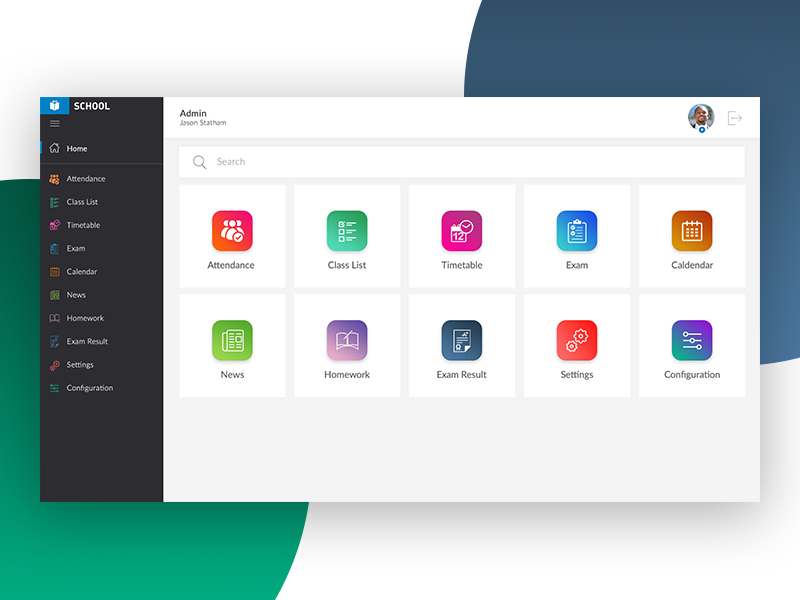 SCHOOL
Home
Attendance
Class List
Timetable
Exam
Calendar
News
Homework
Exam Result
Settings
Configuration
Admin
Jason Statham
Search
Attendance
Class List
12
Timetable
Exam
Caldendar
News
Homework
Exam Result
Settings
Configuration